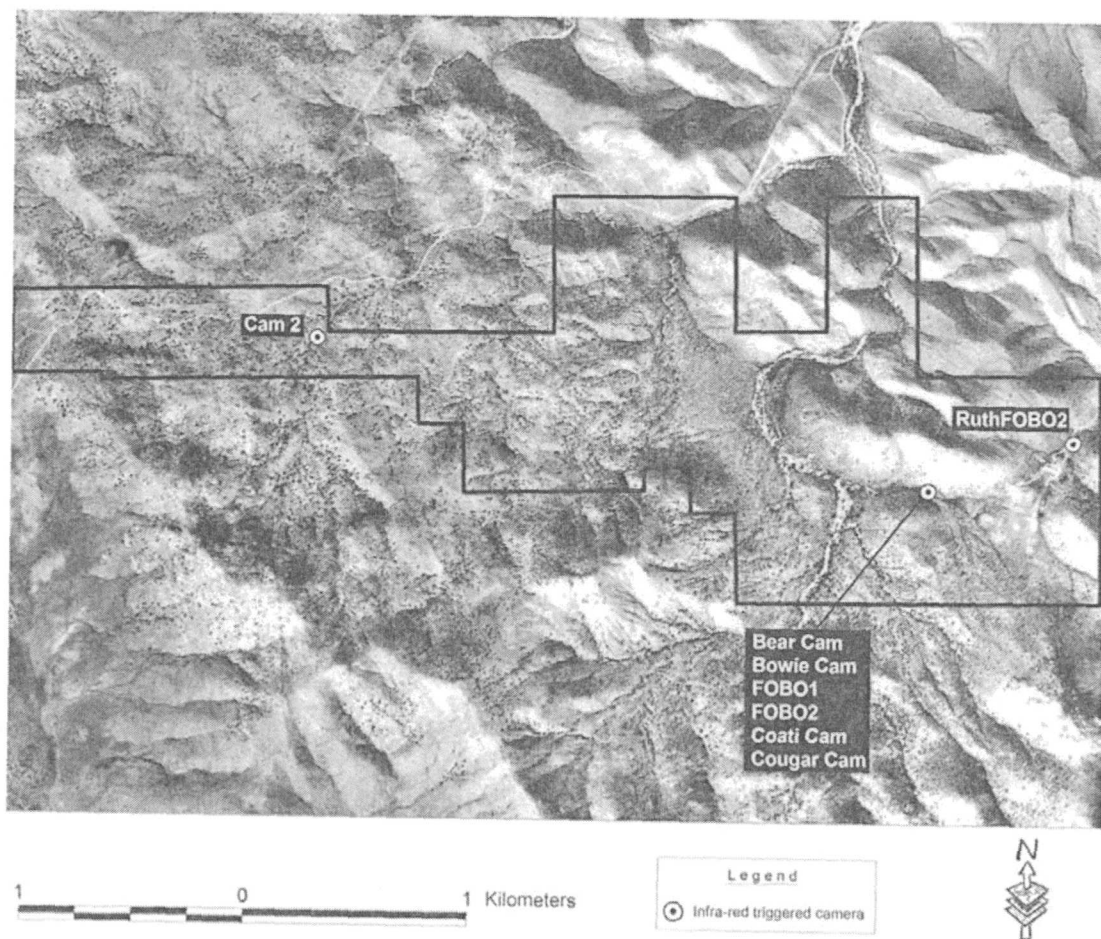 Cam 2
RuthFOBO2
Bear Cam
Bowie Cam
FOBO1
FOBO2
Coati Cam
Cougar Cam
1 0 1 Kilometers
Legend
Infra-red triggered camera
N